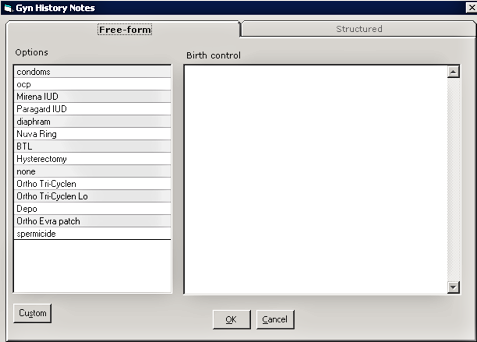 Gyn History Notes
Free-form
Structured
Options
Birth control
condoms
ocp
Mirena IUD
Paragard IUD
diaphram
Nuva Ring
BTL
Hysterectomy
none
Ortho Tri-Cyclen
Ortho Tri-Cyclen Lo
Depo
Ortho Evra patch
spermicide
Custom
OK
Cancel